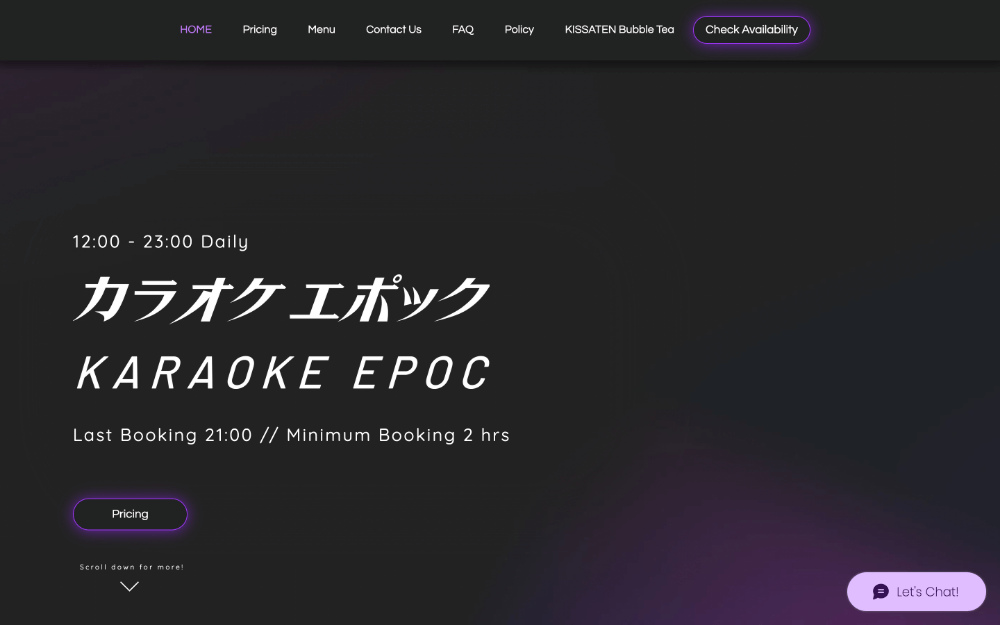 HOME Pricing Menu Contact Us FAQ Policy KISSATEN Bubble Tea Check Availability
12:00 - 23:00 Daily
カラオケ エポック
KARAOKE EPOC
Last Booking 21:00 // Minimum Booking 2 hrs
Pricing
Scroll down for more!
Let's Chat!